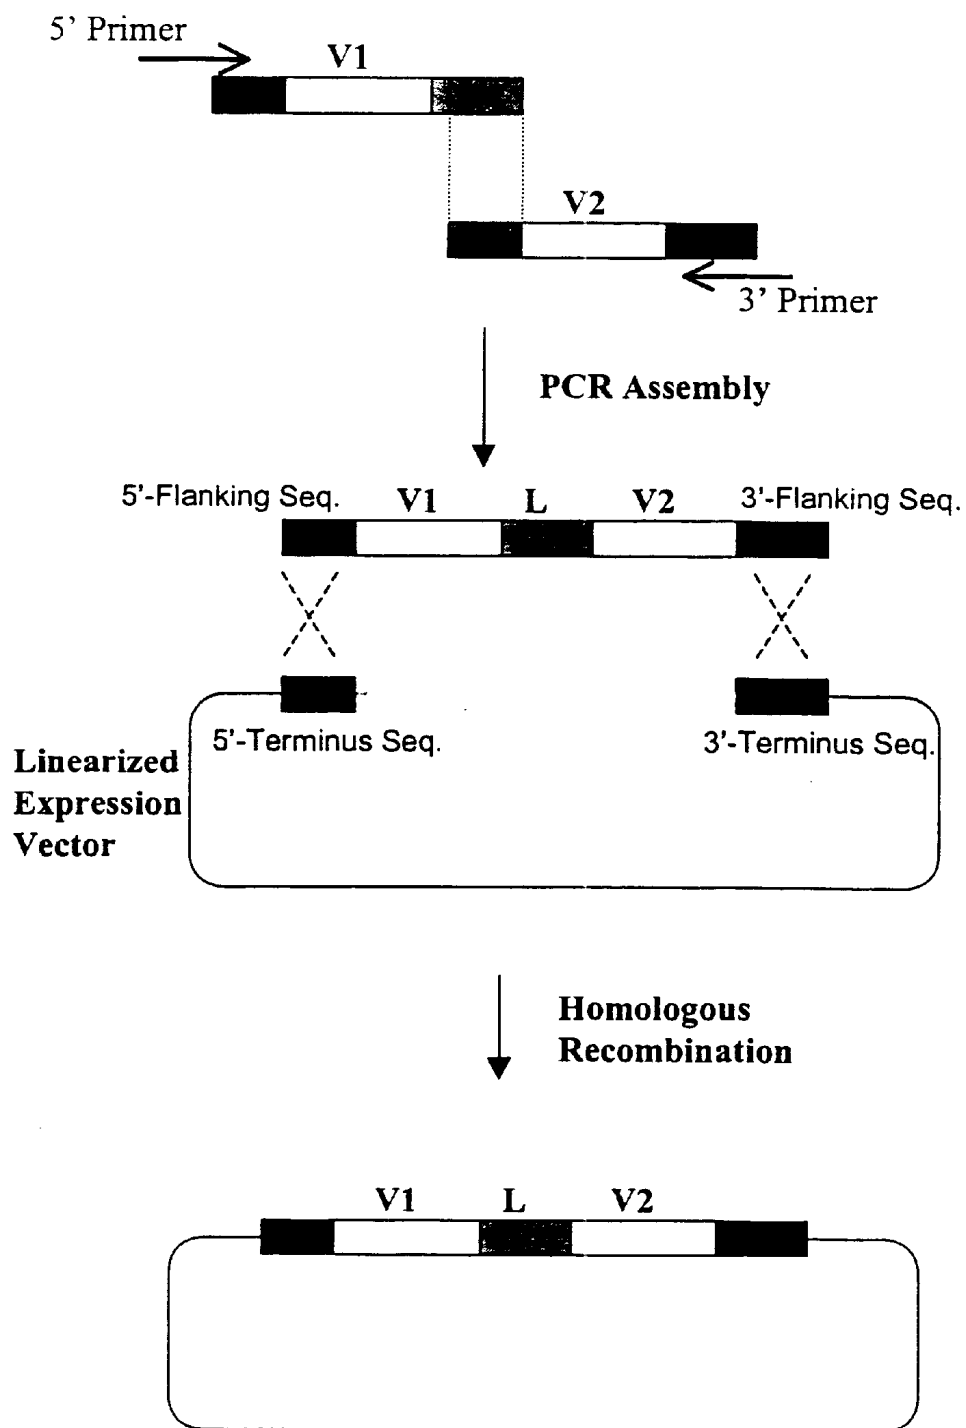 5’ Primer
V1
V2
3’ Primer
PCR Assembly
5’-Flanking Seq.
V1
L
V2
3’-Flanking Seq.
5’-Terminus Seq.
3’-Terminus Seq.
Linearized
Expression
Vector
Homologous
Recombination
V1
L
V2